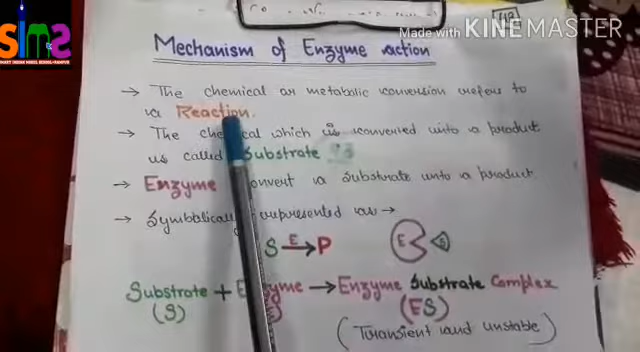 Made with KINEMASTER
sims
Mechanism of Enzyme action
→ The chemical or metabolic conversion refers to
a Reaction.
→ The chemical which is converted into a product
is called Substrate
→ Enzyme convert a substrate into a product
→ Symbolically represented as →
S E→ P
E S
Substrate + Enzyme → Enzyme Substrate Complex
(S) (E) (ES)
(Transient and unstable)